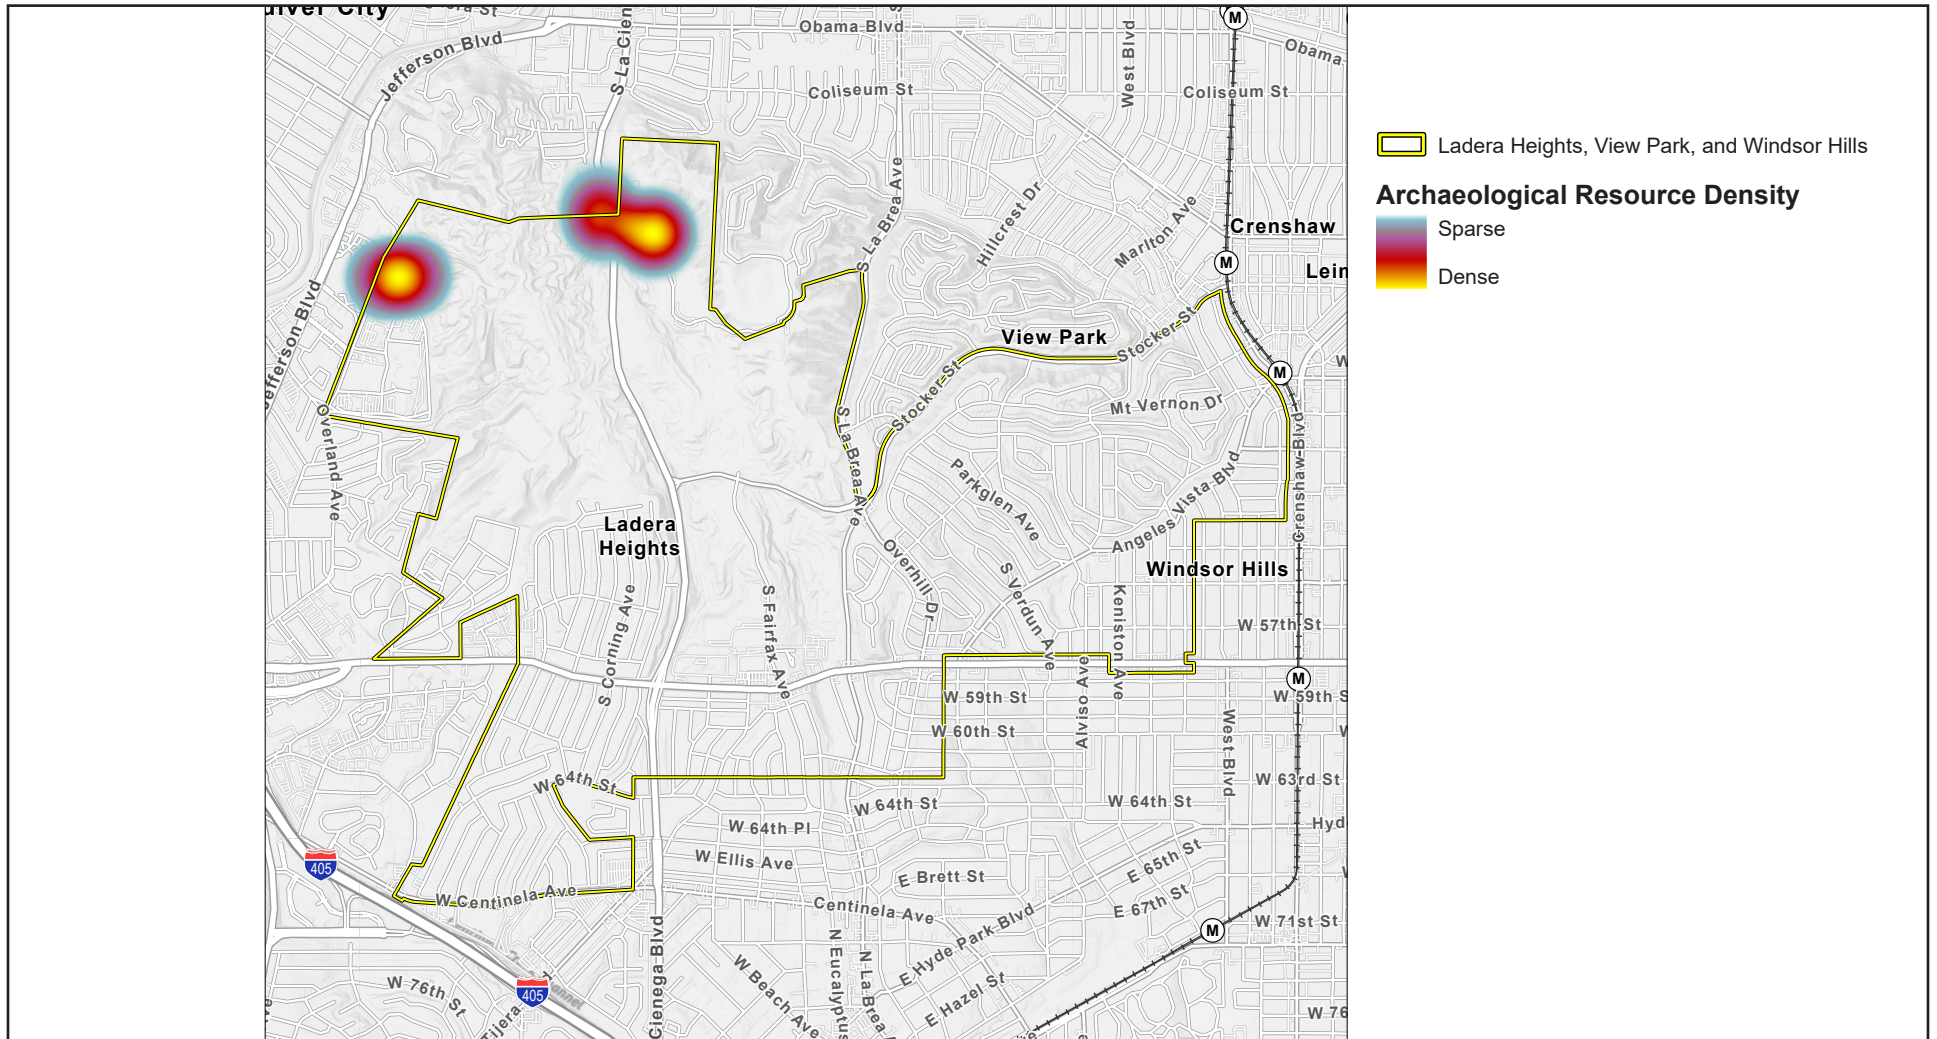 Culver City
Obama Blvd
Jefferson Blvd
S La Cien
West Blvd
Obama
Coliseum St
Coliseum St
M
Ladera Heights, View Park, and Windsor Hills
Archaeological Resource Density
Sparse
Dense
S La Brea Ave
Hillcrest Dr
Marlton Ave
Crenshaw
M
Lein
Jefferson Blvd
View Park
Stocker St
M
Stocker St
Mt Vernon Dr
Overland Ave
S La Brea Ave
Crenshaw Blvd
Parkglen Ave
Angeles Vista Blvd
Ladera
Heights
Overhill Dr
Windsor Hills
S Verdun Ave
Keniston Ave
S Corning Ave
S Fairfax Ave
W 57th St
M
Alviso Ave
W 59th St
W 59th S
W 60th St
West Blvd
W 64th St
W 63rd St
W 64th St
W 64th St
W 64th Pl
Hyd
405
W Ellis Ave
E Brett St
E 65th St
W Centinela Ave
Centinela Ave
E 67th St
W 71st St
M
E Hyde Park Blvd
Cienega Blvd
N Eucalyptus
N La Brea
W Beach Ave
E Hazel St
W 76th St
405
Tijera
W 76